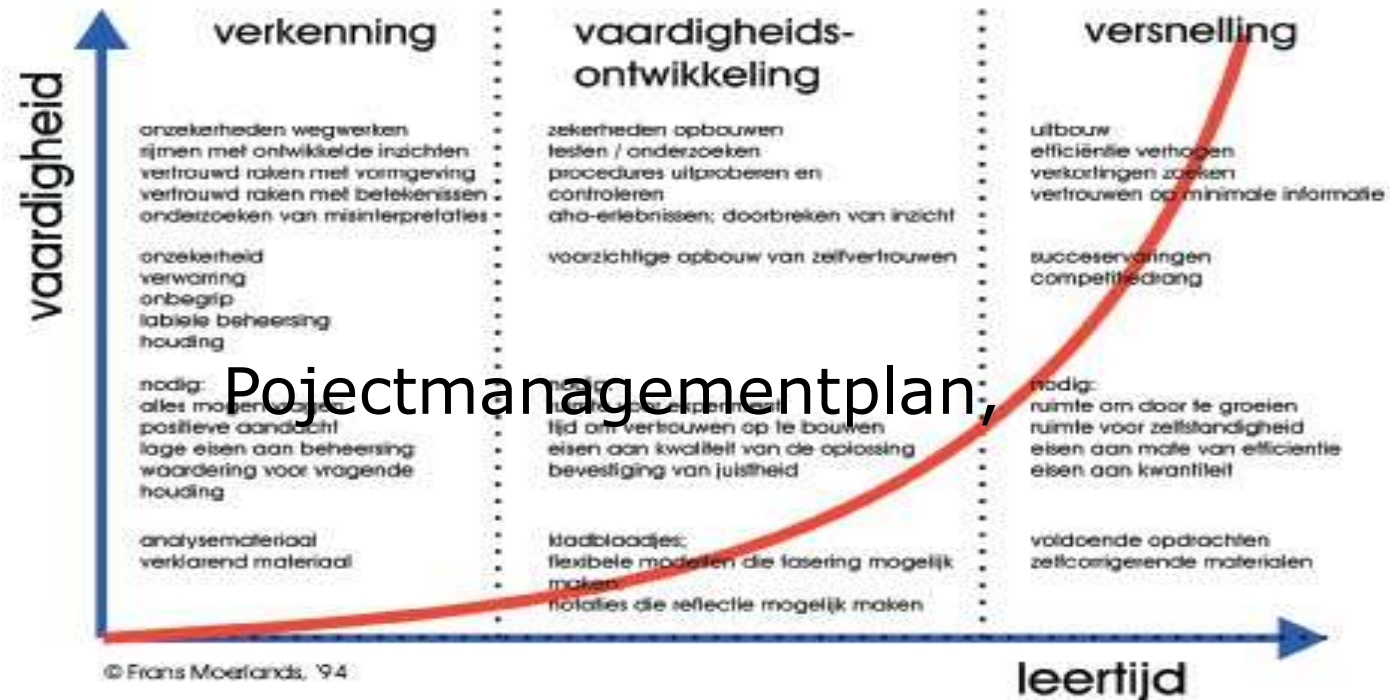 vaardigheid
verkenning
onzekerheden wegwerken
rijmen met ontwikkelde inzichten
vertrouwd raken met vormgeving
vertrouwd raken met betekenissen
onderzoeken van misinterpretaties
onzekerheid
verwarring
onbegrip
labiele beheersing
houding
nodig:
alles mogen vragen
positieve aandacht
lage eisen aan beheersing
waardering voor vragende
houding
analysemateriaal
verklarend materiaal
vaardigheids-
ontwikkeling
zekerheden opbouwen
testen / onderzoeken
procedures uitproberen en
controleren
aha-erlebnissen; doorbreken van inzicht
voorzichtige opbouw van zelfvertrouwen
nodig:
ruimte voor experiment
tijd om vertrouwen op te bouwen
eisen aan kwaliteit van de oplossing
bevestiging van juistheid
kladblaadjes;
flexibele modellen die fasering mogelijk
maken;
notaties die reflectie mogelijk maken
versnelling
uitbouw
efficiëntie verhogen
verkortingen zoeken
vertrouwen op minimale informatie
succeservaringen
competitiedrang
nodig:
ruimte om door te groeien
ruimte voor zelfstandigheid
eisen aan mate van efficientie
eisen aan kwantiteit
voldoende opdrachten
zelfcorrigerende materialen
Pojectmanagementplan,
© Frans Moerlands, '94
leertijd